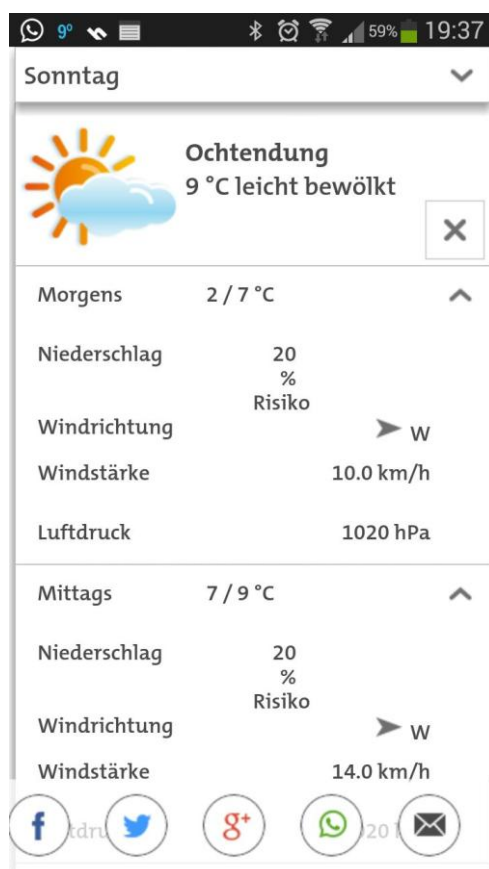 9° 59% 19:37
Sonntag
Ochtendung
9 °C leicht bewölkt
Morgens 2 / 7 °C
Niederschlag 20
%
Risiko
Windrichtung W
Windstärke 10.0 km/h
Luftdruck 1020 hPa
Mittags 7 / 9 °C
Niederschlag 20
%
Risiko
Windrichtung W
Windstärke 14.0 km/h
f g+